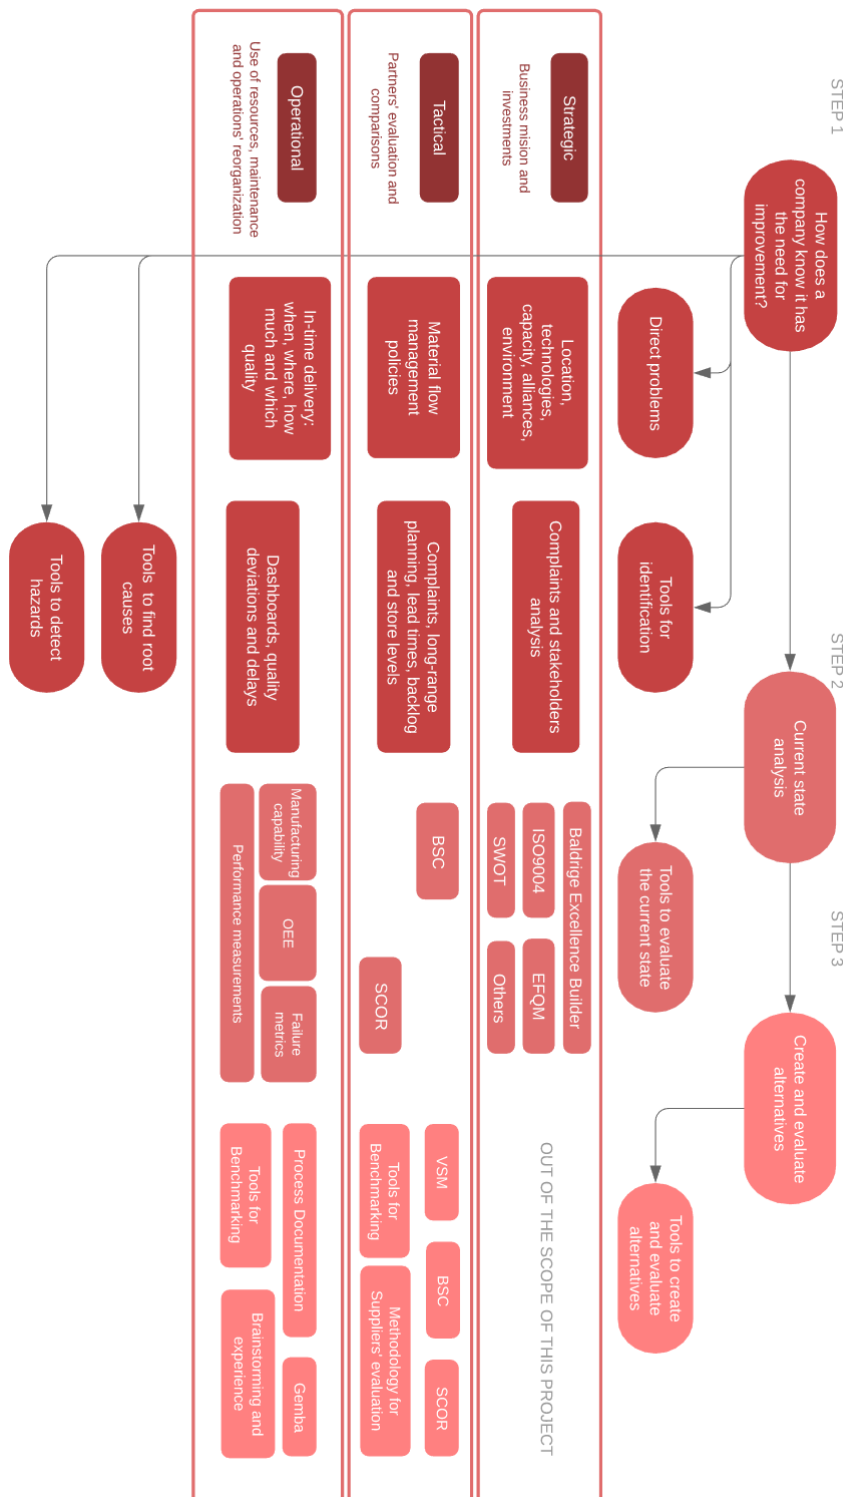 STEP 1
STEP 2
STEP 3
How does a
company know it has
the need for
improvement?
Current state
analysis
Create and evaluate
alternatives
Direct problems
Tools for
identification
Tools to evaluate
the current state
Tools to create
and evaluate
alternatives
Strategic
Business mision and
investments
Location,
technologies,
capacity, alliances,
environment
Complaints and stakeholders
analysis
Baldrige Excellence Builder
ISO9004
EFQM
SWOT
Others
OUT OF THE SCOPE OF THIS PROJECT
Tactical
Partners' evaluation and
comparisons
Material flow
management
policies
Complaints, long-range
planning, lead times, backlog
and store levels
BSC
SCOR
VSM
BSC
SCOR
Tools for
Benchmarking
Methodology for
Suppliers' evaluation
Operational
Use of resources, maintenance
and operations' reorganization
In-time delivery:
when, where, how
much and which
quality
Dashboards, quality
deviations and delays
Manufacturing
capability
OEE
Failure
metrics
Performance measurements
Process Documentation
Gemba
Tools for
Benchmarking
Brainstorming and
experience
Tools  to find root
causes
Tools to detect
hazards